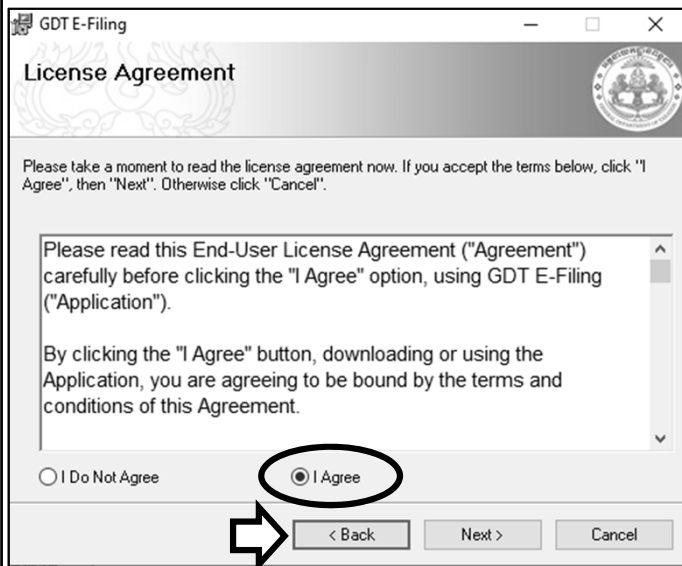 GDT E-Filing
License Agreement
Please take a moment to read the license agreement now. If you accept the terms below, click "I
Agree", then "Next". Otherwise click "Cancel".
Please read this End-User License Agreement ("Agreement")
carefully before clicking the "I Agree" option, using GDT E-Filing
("Application").
By clicking the "I Agree" button, downloading or using the
Application, you are agreeing to be bound by the terms and
conditions of this Agreement.
I Do Not Agree
I Agree
< Back
Next >
Cancel